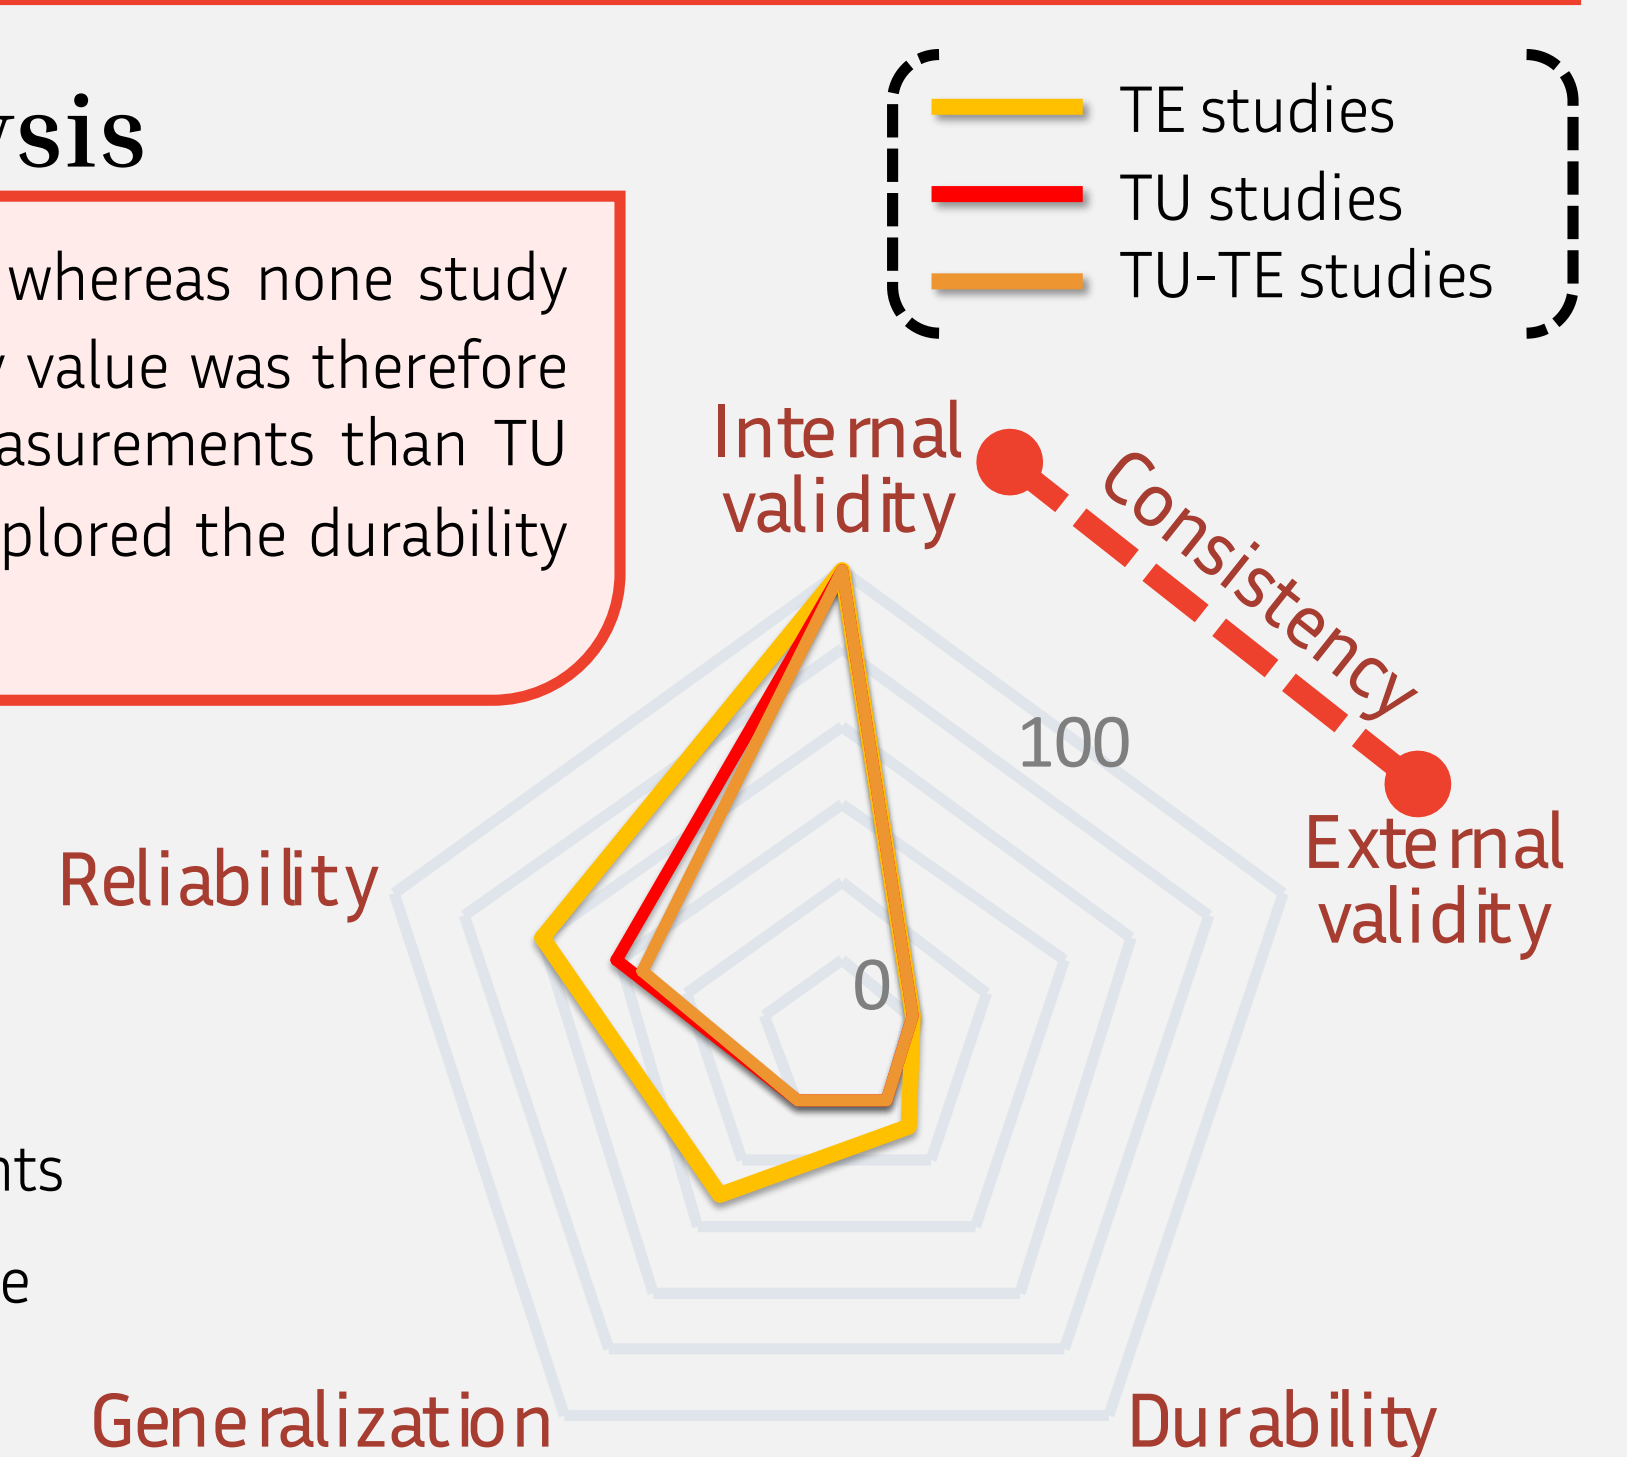 ysis
whereas none study
y value was therefore
asurements than TU
plored the durability
TE studies
TU studies
TU-TE studies
Internal
validity
Consistency
100
External
validity
0
Reliability
nts
e
Generalization
Durability